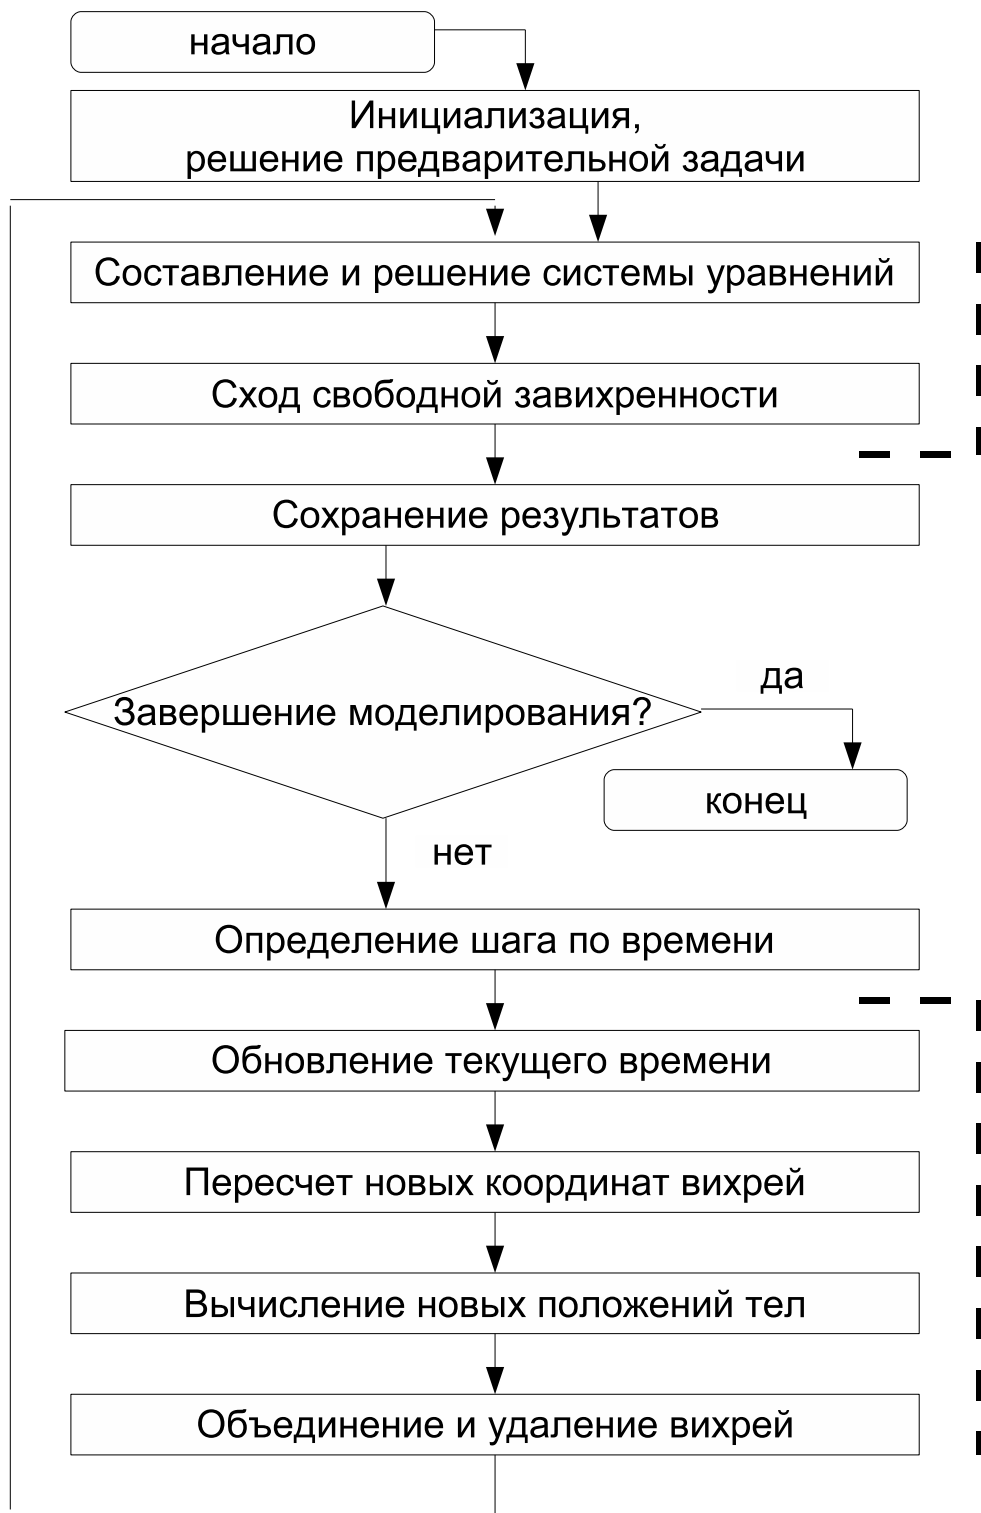 начало
Инициализация,
решение предварительной задачи
Составление и решение системы уравнений
Сход свободной завихренности
Сохранение результатов
Завершение моделирования?
да
конец
нет
Определение шага по времени
Обновление текущего времени
Пересчет новых координат вихрей
Вычисление новых положений тел
Объединение и удаление вихрей